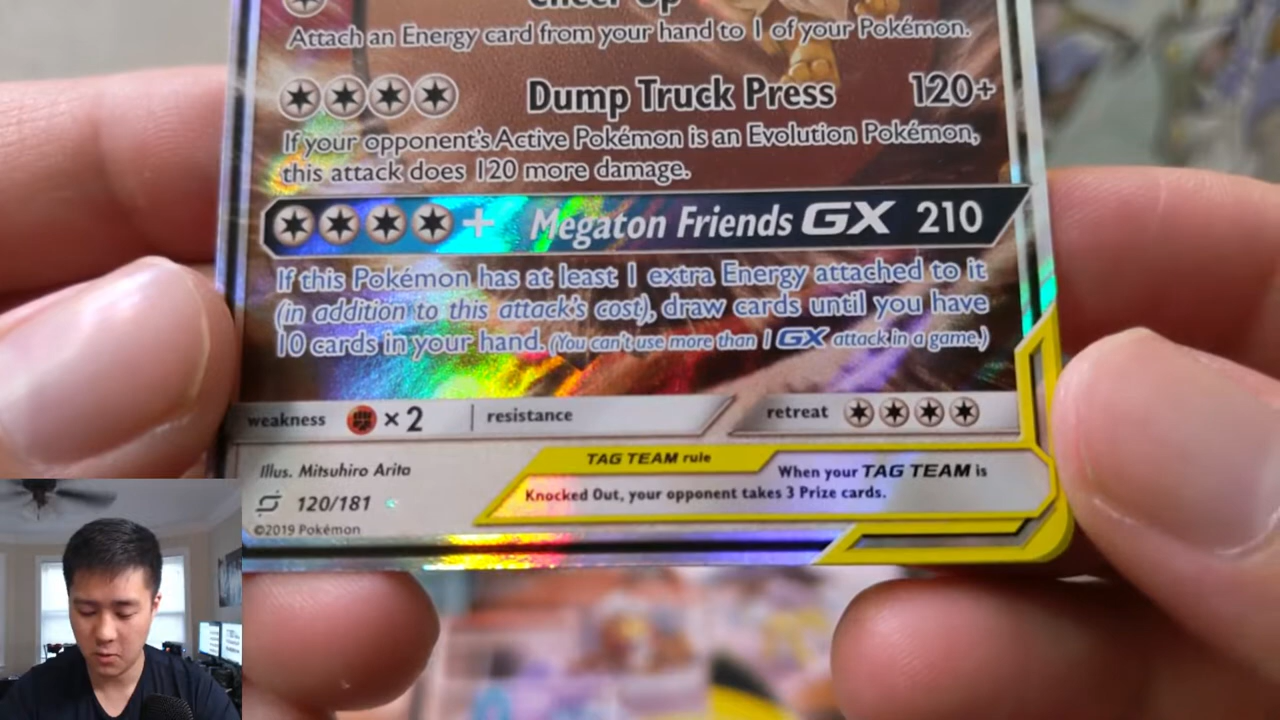 Cheer Up
Attach an Energy card from your hand to 1 of your Pokémon.
Dump Truck Press 120+
If your opponent's Active Pokémon is an Evolution Pokémon,
this attack does 120 more damage.
+ Megaton Friends GX 210
If this Pokémon has at least 1 extra Energy attached to it
(in addition to this attack's cost), draw cards until you have
10 cards in your hand. (You can't use more than 1 GX attack in a game.)
weakness ×2 resistance retreat
Illus. Mitsuhiro Arita
120/181
©2019 Pokémon
TAG TEAM rule
When your TAG TEAM is
Knocked Out, your opponent takes 3 Prize cards.